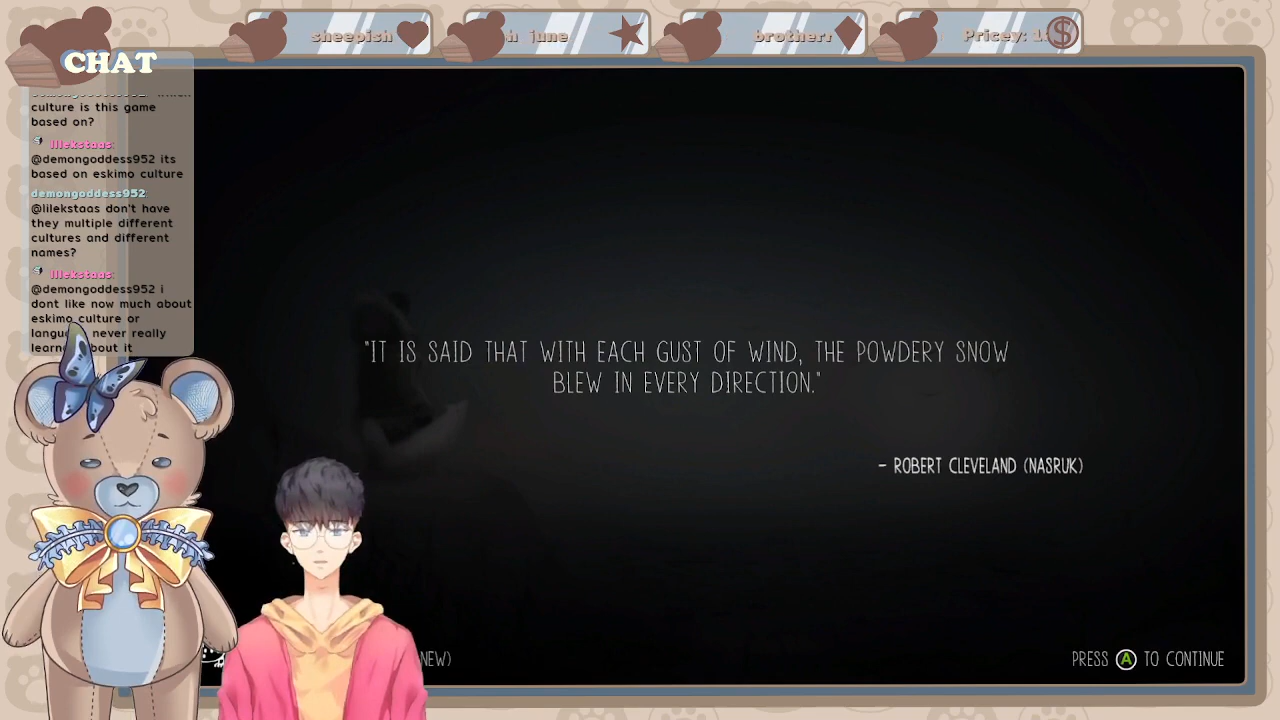 sheepish
h june
brotherr
Pricey: 1
$
CHAT
culture is this game
based on?
lilekstaas:
@demongoddess952 its
based on eskimo culture
demongoddess952:
@lilekstaas don't have
they multiple different
cultures and different
names?
lilekstaas:
@demongoddess952 i
dont like now much about
eskimo culture or
never really
"IT IS SAID THAT WITH EACH GUST OF WIND, THE POWDERY SNOW
BLEW IN EVERY DIRECTION."
- ROBERT CLEVELAND (NASRUK)
NEW)
PRESS A TO CONTINUE